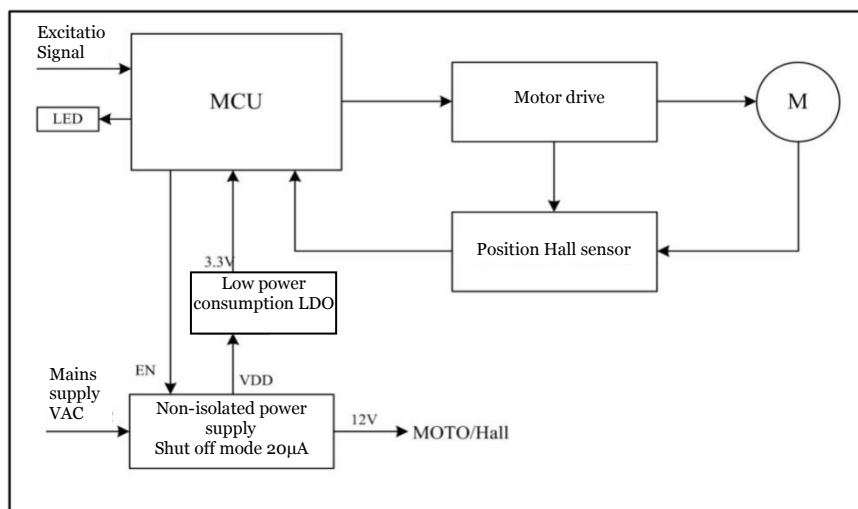 Excitatio
Signal
MCU
LED
Motor drive
M
Position Hall sensor
3.3V
Low power
consumption LDO
EN
VDD
Mains
supply
VAC
Non-isolated power
supply
Shut off mode 20µA
12V
MOTO/Hall